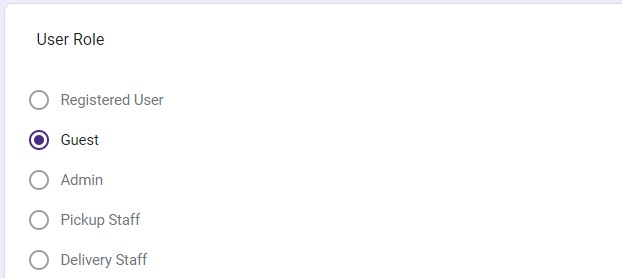 User Role
Registered User
Guest
Admin
Pickup Staff
Delivery Staff